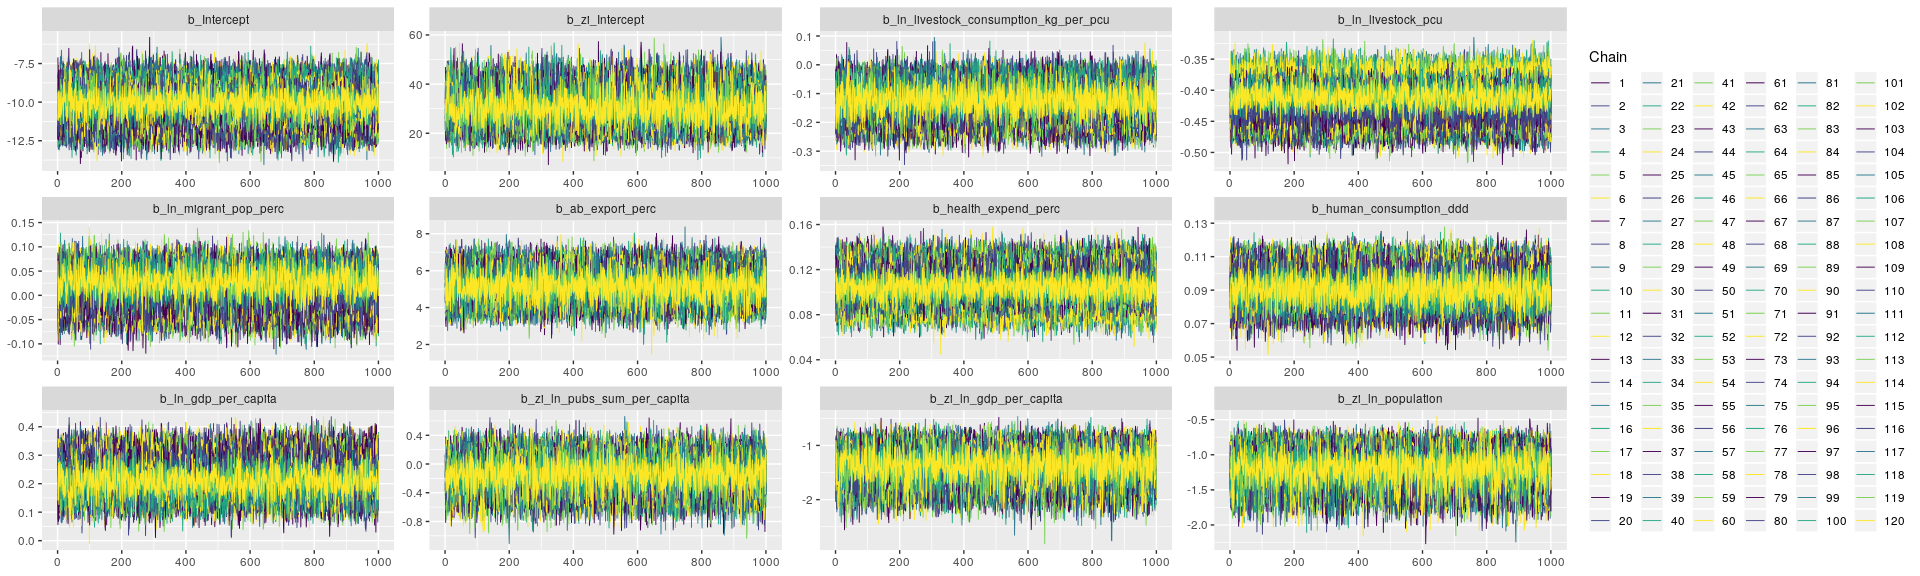 b_Intercept
-7.5
-10.0
-12.5
0 200 400 600 800 1000
b_zi_Intercept
60
40
20
0 200 400 600 800 1000
b_ln_livestock_consumption_kg_per_pcu
0.1
0.0
-0.1
-0.2
-0.3
0 200 400 600 800 1000
b_ln_livestock_pcu
-0.35
-0.40
-0.45
-0.50
0 200 400 600 800 1000
b_ln_migrant_pop_perc
0.15
0.10
0.05
0.00
-0.05
-0.10
0 200 400 600 800 1000
b_ab_export_perc
8
6
4
2
0 200 400 600 800 1000
b_health_expend_perc
0.16
0.12
0.08
0.04
0 200 400 600 800 1000
b_human_consumption_ddd
0.13
0.11
0.09
0.07
0.05
0 200 400 600 800 1000
b_ln_gdp_per_capita
0.4
0.3
0.2
0.1
0.0
0 200 400 600 800 1000
b_zi_ln_pubs_sum_per_capita
0.4
0.0
-0.4
-0.8
0 200 400 600 800 1000
b_zi_ln_gdp_per_capita
-1
-2
0 200 400 600 800 1000
b_zi_ln_population
-0.5
-1.0
-1.5
-2.0
0 200 400 600 800 1000
Chain
1 21 41 61 81 101
2 22 42 62 82 102
3 23 43 63 83 103
4 24 44 64 84 104
5 25 45 65 85 105
6 26 46 66 86 106
7 27 47 67 87 107
8 28 48 68 88 108
9 29 49 69 89 109
10 30 50 70 90 110
11 31 51 71 91 111
12 32 52 72 92 112
13 33 53 73 93 113
14 34 54 74 94 114
15 35 55 75 95 115
16 36 56 76 96 116
17 37 57 77 97 117
18 38 58 78 98 118
19 39 59 79 99 119
20 40 60 80 100 120